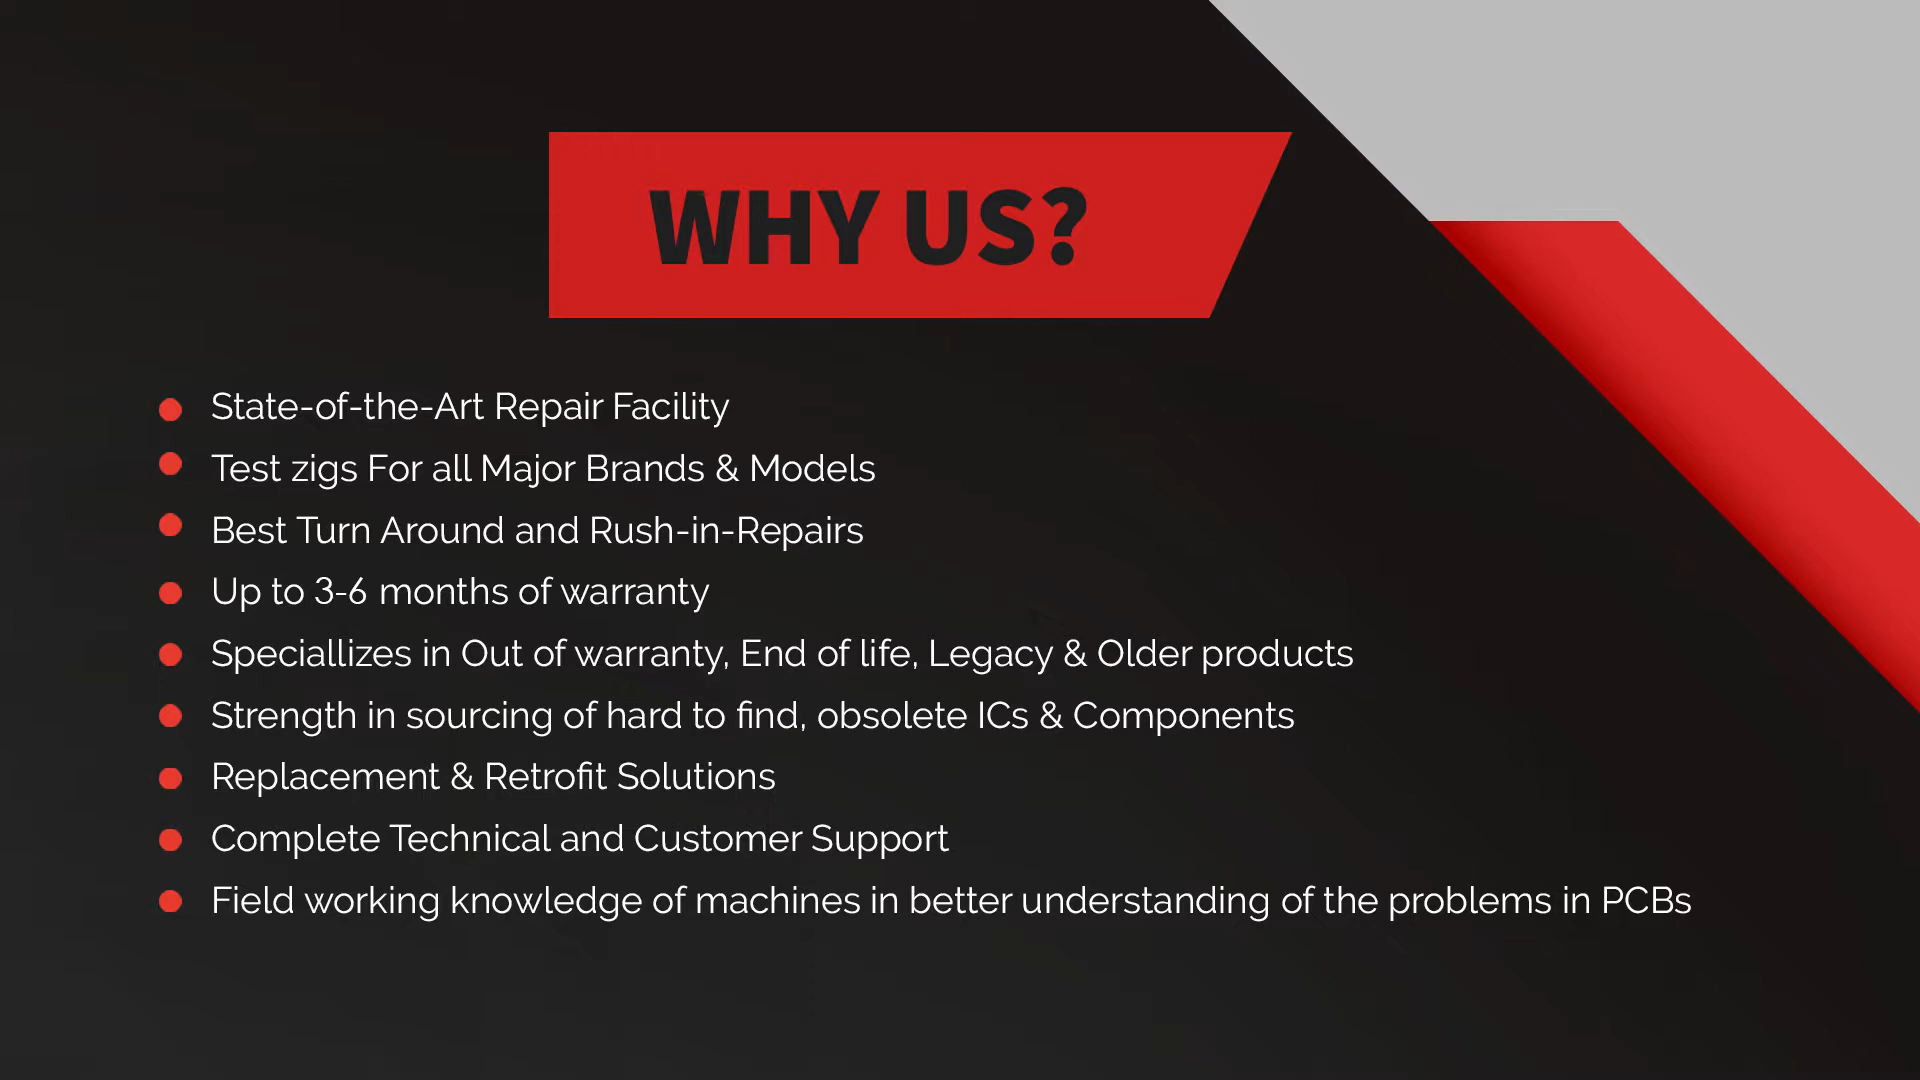 WHY US?
State-of-the-Art Repair Facility
Test zigs For all Major Brands & Models
Best Turn Around and Rush-in-Repairs
Up to 3-6 months of warranty
Speciallizes in Out of warranty, End of life, Legacy & Older products
Strength in sourcing of hard to find, obsolete ICs & Components
Replacement & Retrofit Solutions
Complete Technical and Customer Support
Field working knowledge of machines in better understanding of the problems in PCBs